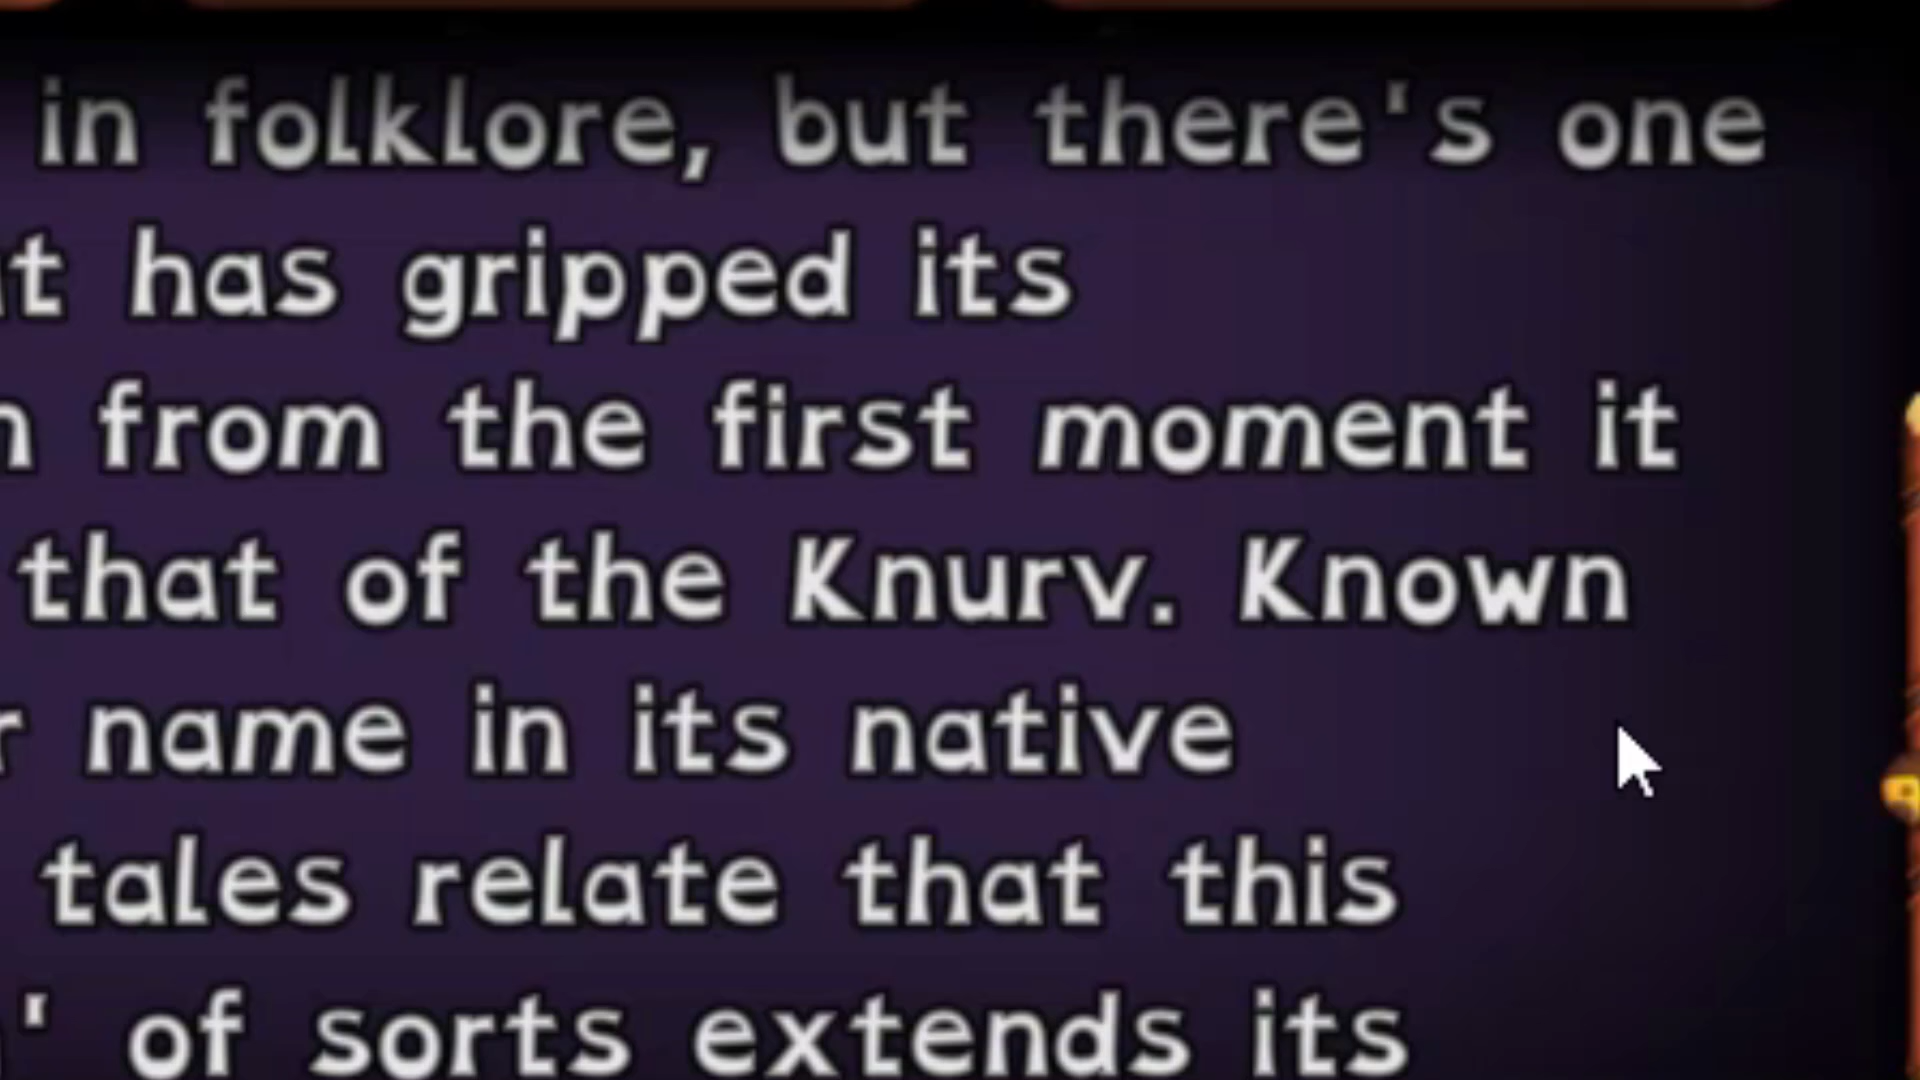 in folklore, but there's one
has gripped its
from the first moment it
that of the Knurv. Known
name in its native
tales relate that this
of sorts extends its